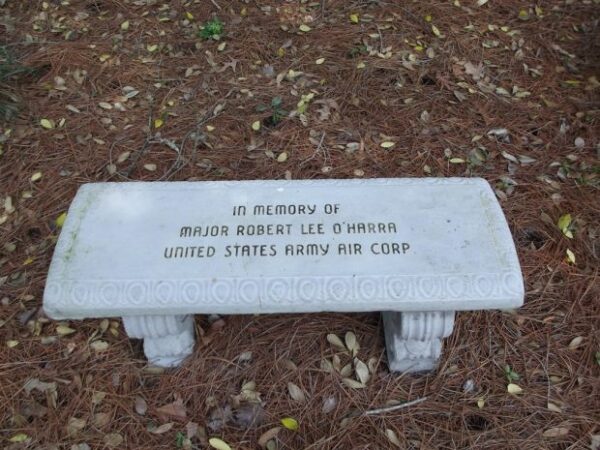 IN MEMORY OF
MAJOR ROBERT LEE O'HARRA
UNITED STATES ARMY AIR CORP